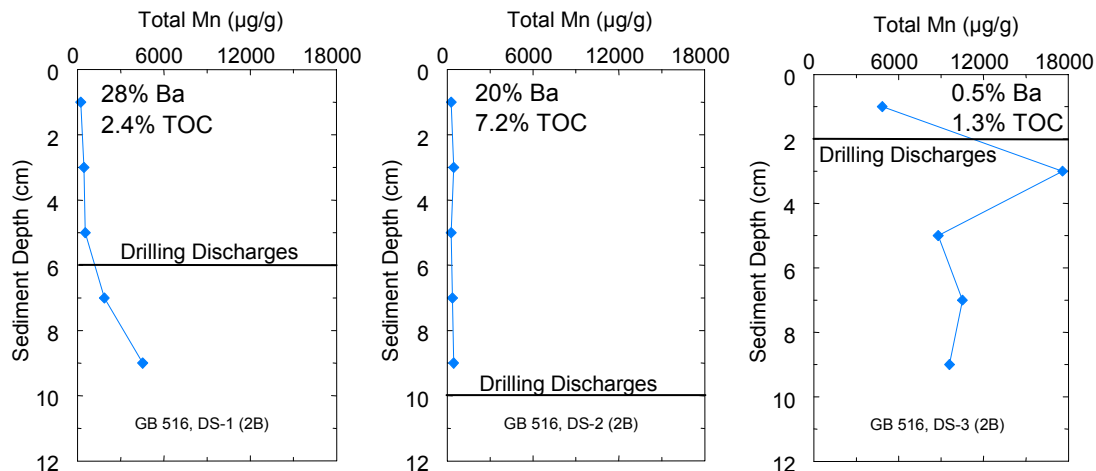 Total Mn (µg/g)
0 6000 12000 18000
0
2
4
6
8
10
12
Sediment Depth (cm)
28% Ba
2.4% TOC
Drilling Discharges
GB 516, DS-1 (2B)
Total Mn (µg/g)
0 6000 12000 18000
0
2
4
6
8
10
12
Sediment Depth (cm)
20% Ba
7.2% TOC
Drilling Discharges
GB 516, DS-2 (2B)
Total Mn (µg/g)
0 6000 12000 18000
0
2
4
6
8
10
12
Sediment Depth (cm)
0.5% Ba
1.3% TOC
Drilling Discharges
GB 516, DS-3 (2B)